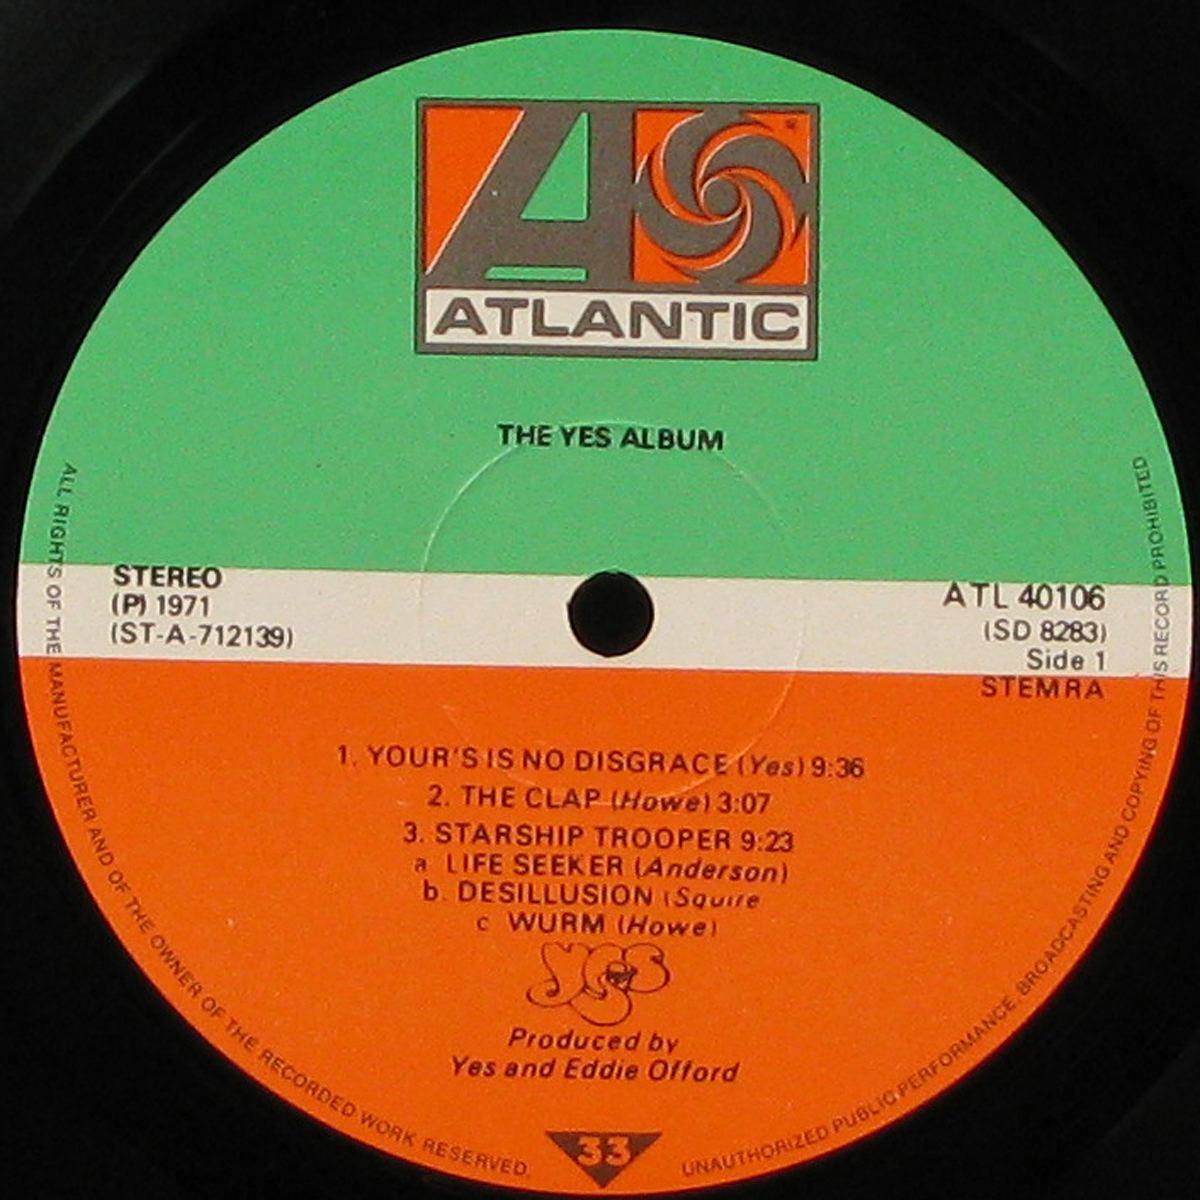 ATLANTIC
THE YES ALBUM
STEREO
(P) 1971
(ST-A-712139)
ATL 40106
(SD 8283)
Side 1
STEMRA
1. YOUR'S IS NO DISGRACE (Yes) 9:36
2. THE CLAP (Howe) 3:07
3. STARSHIP TROOPER 9:23
a LIFE SEEKER (Anderson)
b. DESILLUSION (Squire
c WURM (Howe)
yes
Produced by
Yes and Eddie Offord
33
ALL RIGHTS OF THE MANUFACTURER AND OF THE OWNER OF THE RECORDED WORK RESERVED.
UNAUTHORIZED PUBLIC PERFORMANCE, BROADCASTING AND COPYING OF THIS RECORD PROHIBITED